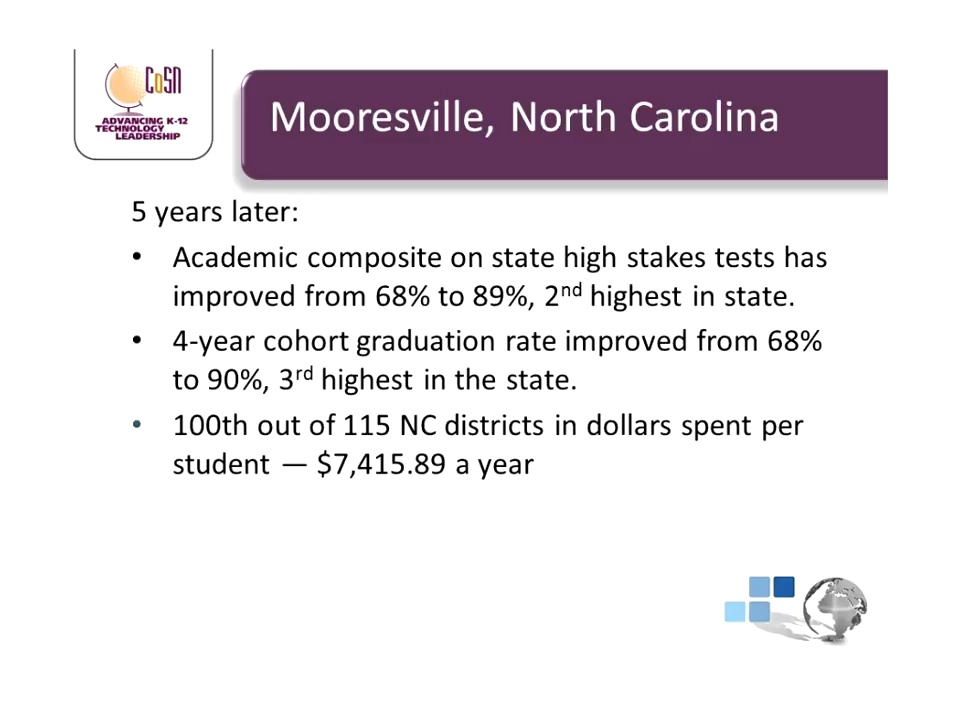 CoSN
ADVANCING K-12
TECHNOLOGY
LEADERSHIP
Mooresville, North Carolina
5 years later:
• Academic composite on state high stakes tests has
improved from 68% to 89%, 2nd highest in state.
• 4-year cohort graduation rate improved from 68%
to 90%, 3rd highest in the state.
• 100th out of 115 NC districts in dollars spent per
student — $7,415.89 a year